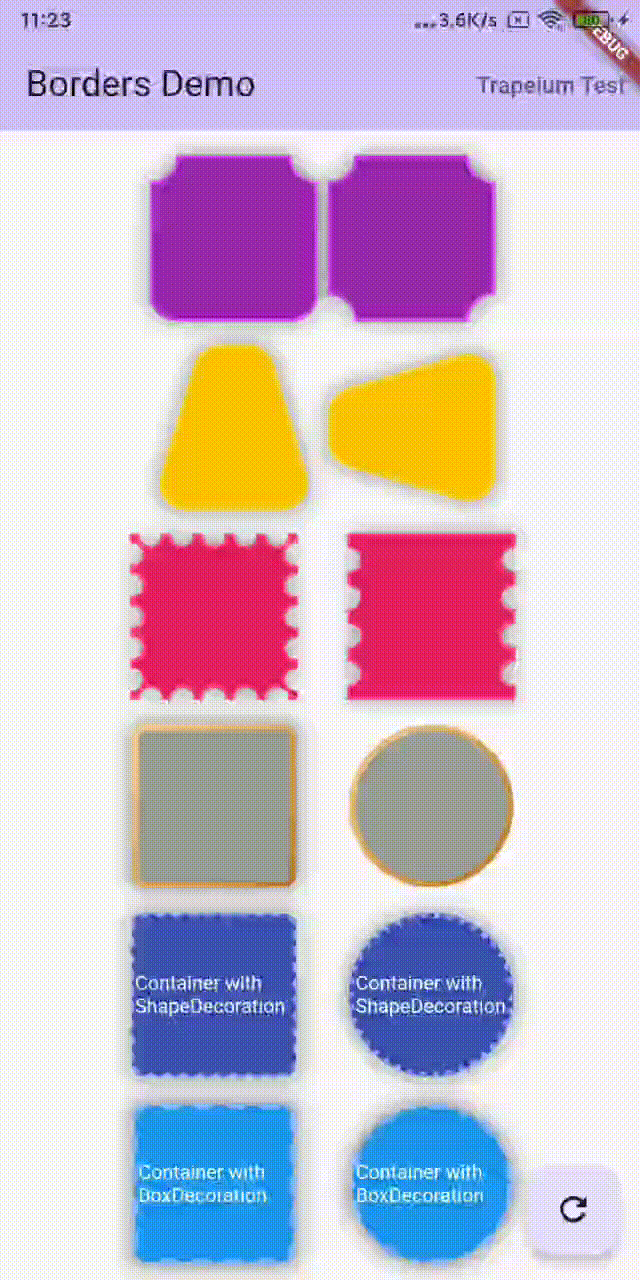 11:23
...3.6K/s
80
EBUG
Borders Demo
Trapeium Test
Container with
ShapeDecoration
Container with
ShapeDecoration
Container with
BoxDecoration
Container with
BoxDecoration